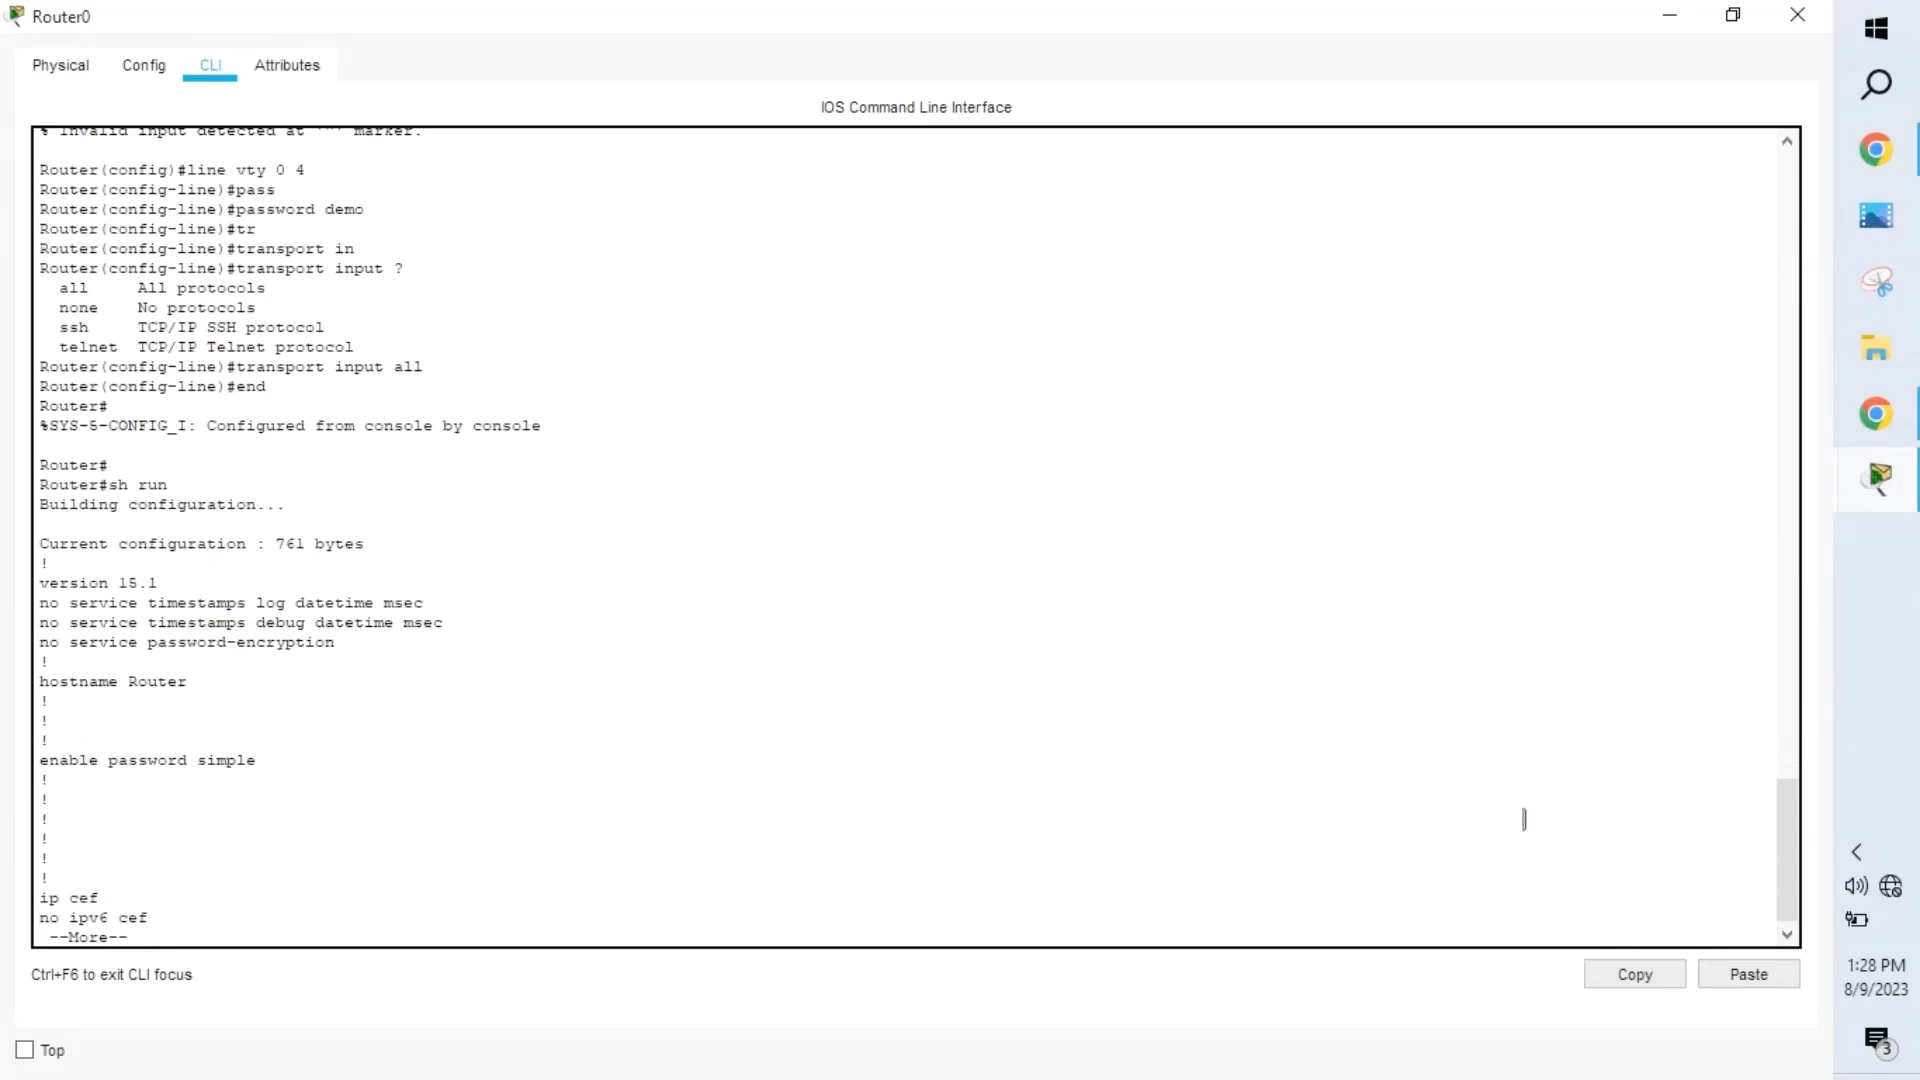 Router0
Physical Config CLI Attributes
IOS Command Line Interface
% Invalid input detected at '^' marker.
Router(config)#line vty 0 4
Router(config-line)#pass
Router(config-line)#password demo
Router(config-line)#tr
Router(config-line)#transport in
Router(config-line)#transport input ?
all All protocols
none No protocols
ssh TCP/IP SSH protocol
telnet TCP/IP Telnet protocol
Router(config-line)#transport input all
Router(config-line)#end
Router#
%SYS-5-CONFIG_I: Configured from console by console
Router#
Router#sh run
Building configuration...
Current configuration : 761 bytes
!
version 15.1
no service timestamps log datetime msec
no service timestamps debug datetime msec
no service password-encryption
!
hostname Router
!
!
!
enable password simple
!
!
!
!
!
!
ip cef
no ipv6 cef
--More--
Ctrl+F6 to exit CLI focus
Copy Paste
Top
1:28 PM
8/9/2023
3